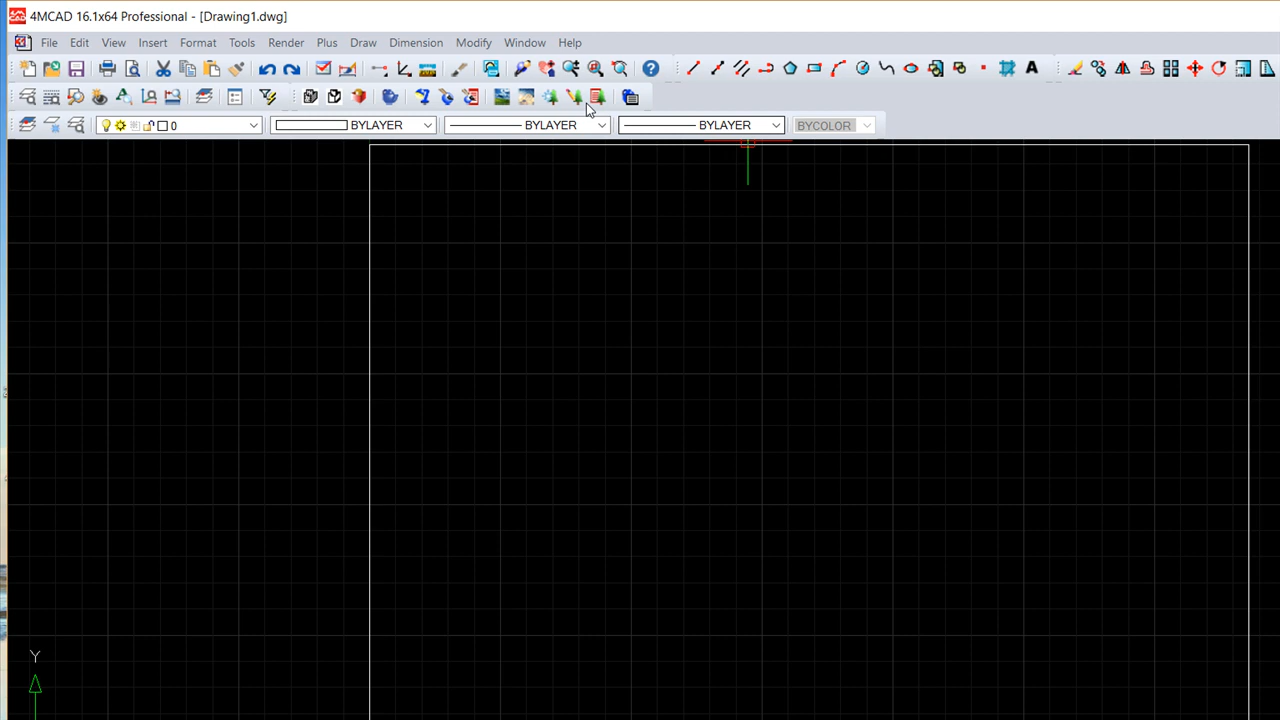 4MCAD 16.1x64 Professional - [Drawing1.dwg]
File Edit View Insert Format Tools Render Plus Draw Dimension Modify Window Help
0 BYLAYER BYLAYER BYLAYER BYCOLOR
Y